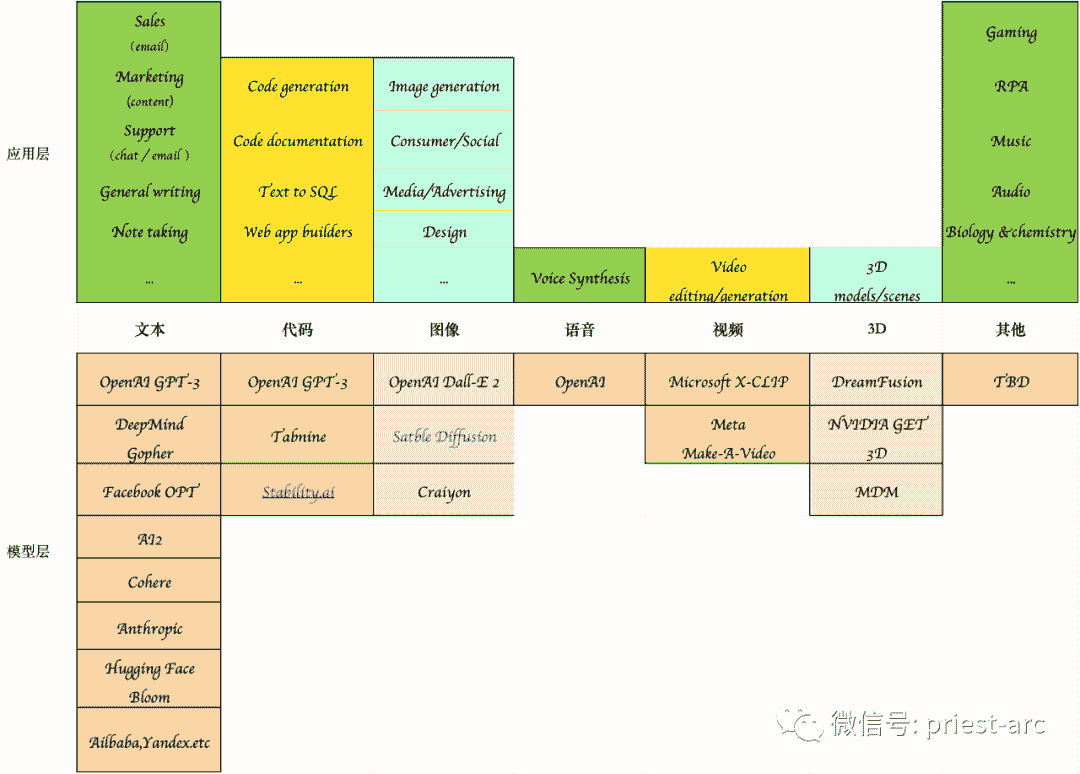 Sales
(email)
Marketing
(content)
Support
(chat / email )
General writing
Note taking
...
Code generation
Code documentation
Text to SQL
Web app builders
...
Image generation
Consumer/Social
Media/Advertising
Design
...
Voice Synthesis
Video
editing/generation
3D
models/scenes
Gaming
RPA
Music
Audio
Biology &chemistry
...
应用层
文本
代码
图像
语音
视频
3D
其他
模型层
OpenAI GPT-3
DeepMind
Gopher
Facebook OPT
AI2
Cohere
Anthropic
Hugging Face
Bloom
Ailbaba,Yandex.etc
OpenAI GPT-3
Tabnine
Stability.ai
OpenAI Dall-E 2
Satble Diffusion
Craiyon
OpenAI
Microsoft X-CLIP
Meta
Make-A-Video
DreamFusion
NVIDIA GET
3D
MDM
TBD
微信号: priest-arc